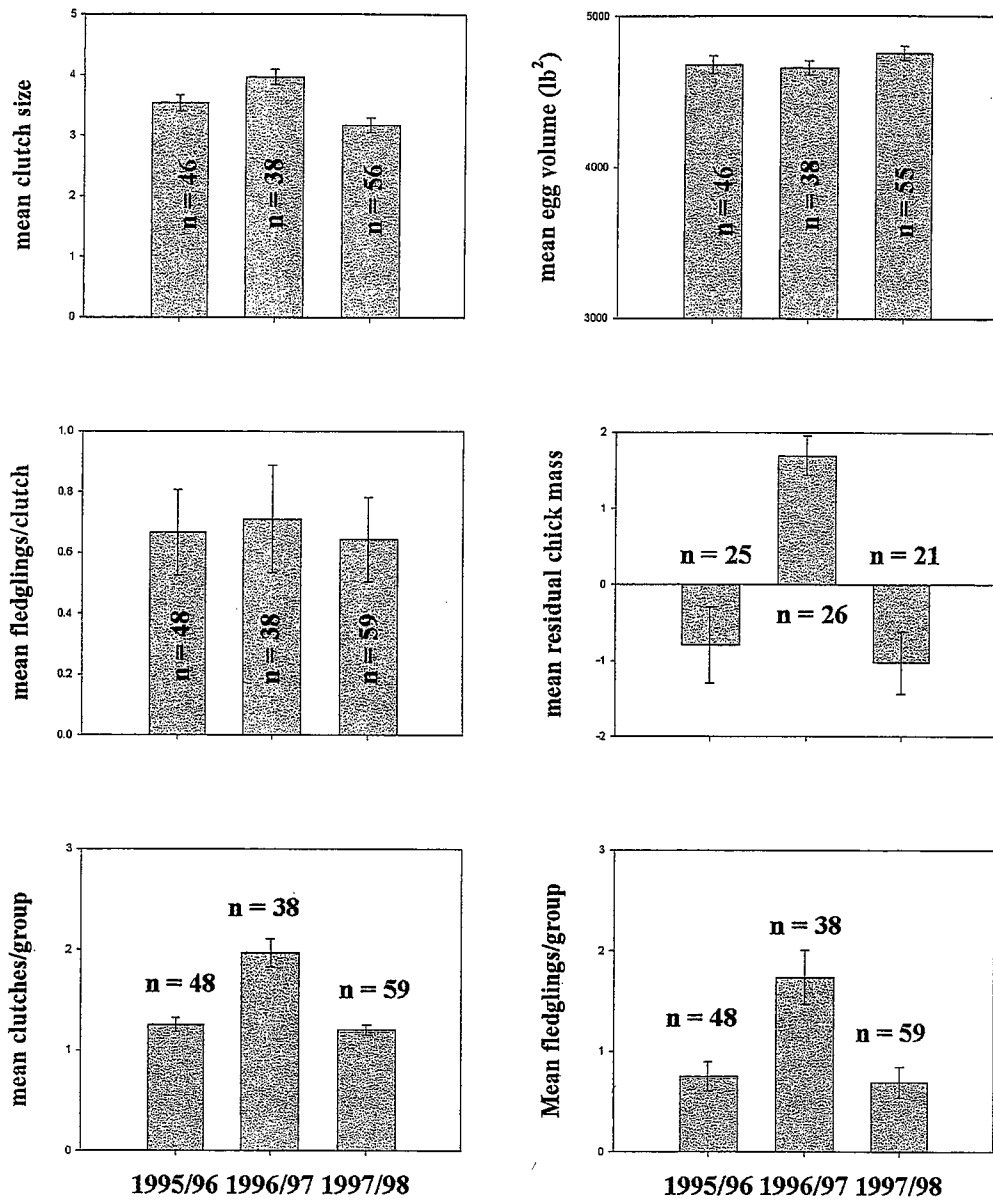 mean clutch size
5
4
3
2
1
0
n = 46
n = 38
n = 56
mean egg volume (lb²)
5000
4000
3000
n = 46
n = 38
n = 55
mean fledglings/clutch
1.0
0.8
0.6
0.4
0.2
0.0
n = 48
n = 38
n = 59
mean residual chick mass
2
1
0
-1
-2
n = 25
n = 26
n = 21
mean clutches/group
3
2
1
0
n = 48
n = 38
n = 59
1995/96 1996/97 1997/98
Mean fledglings/group
3
2
1
0
n = 48
n = 38
n = 59
1995/96 1996/97 1997/98